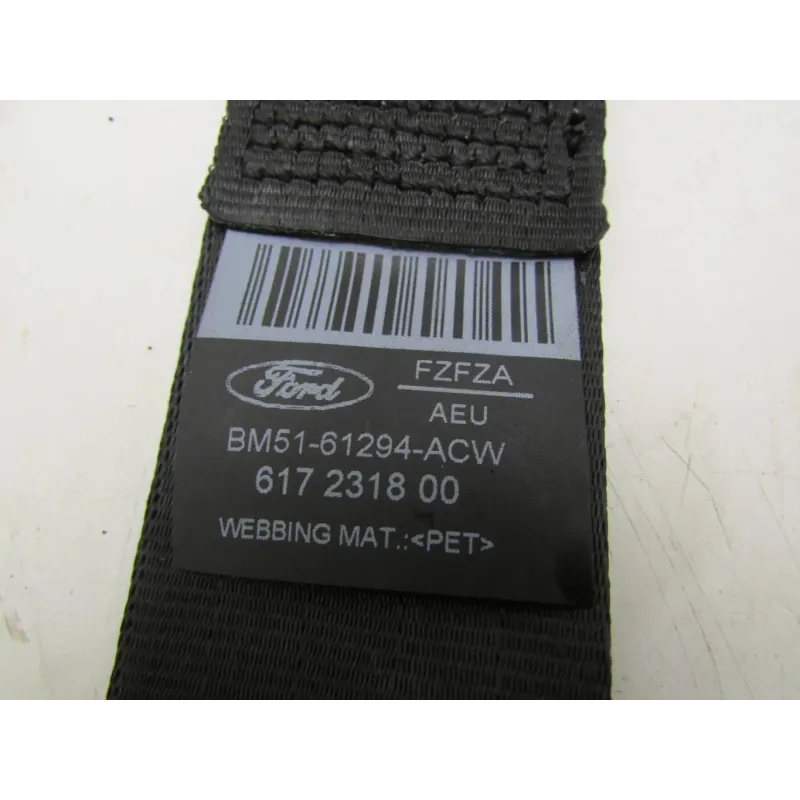 Ford
FZFZA
AEU
BM51-61294-ACW
617 2318 00
WEBBING MAT.:<PET>